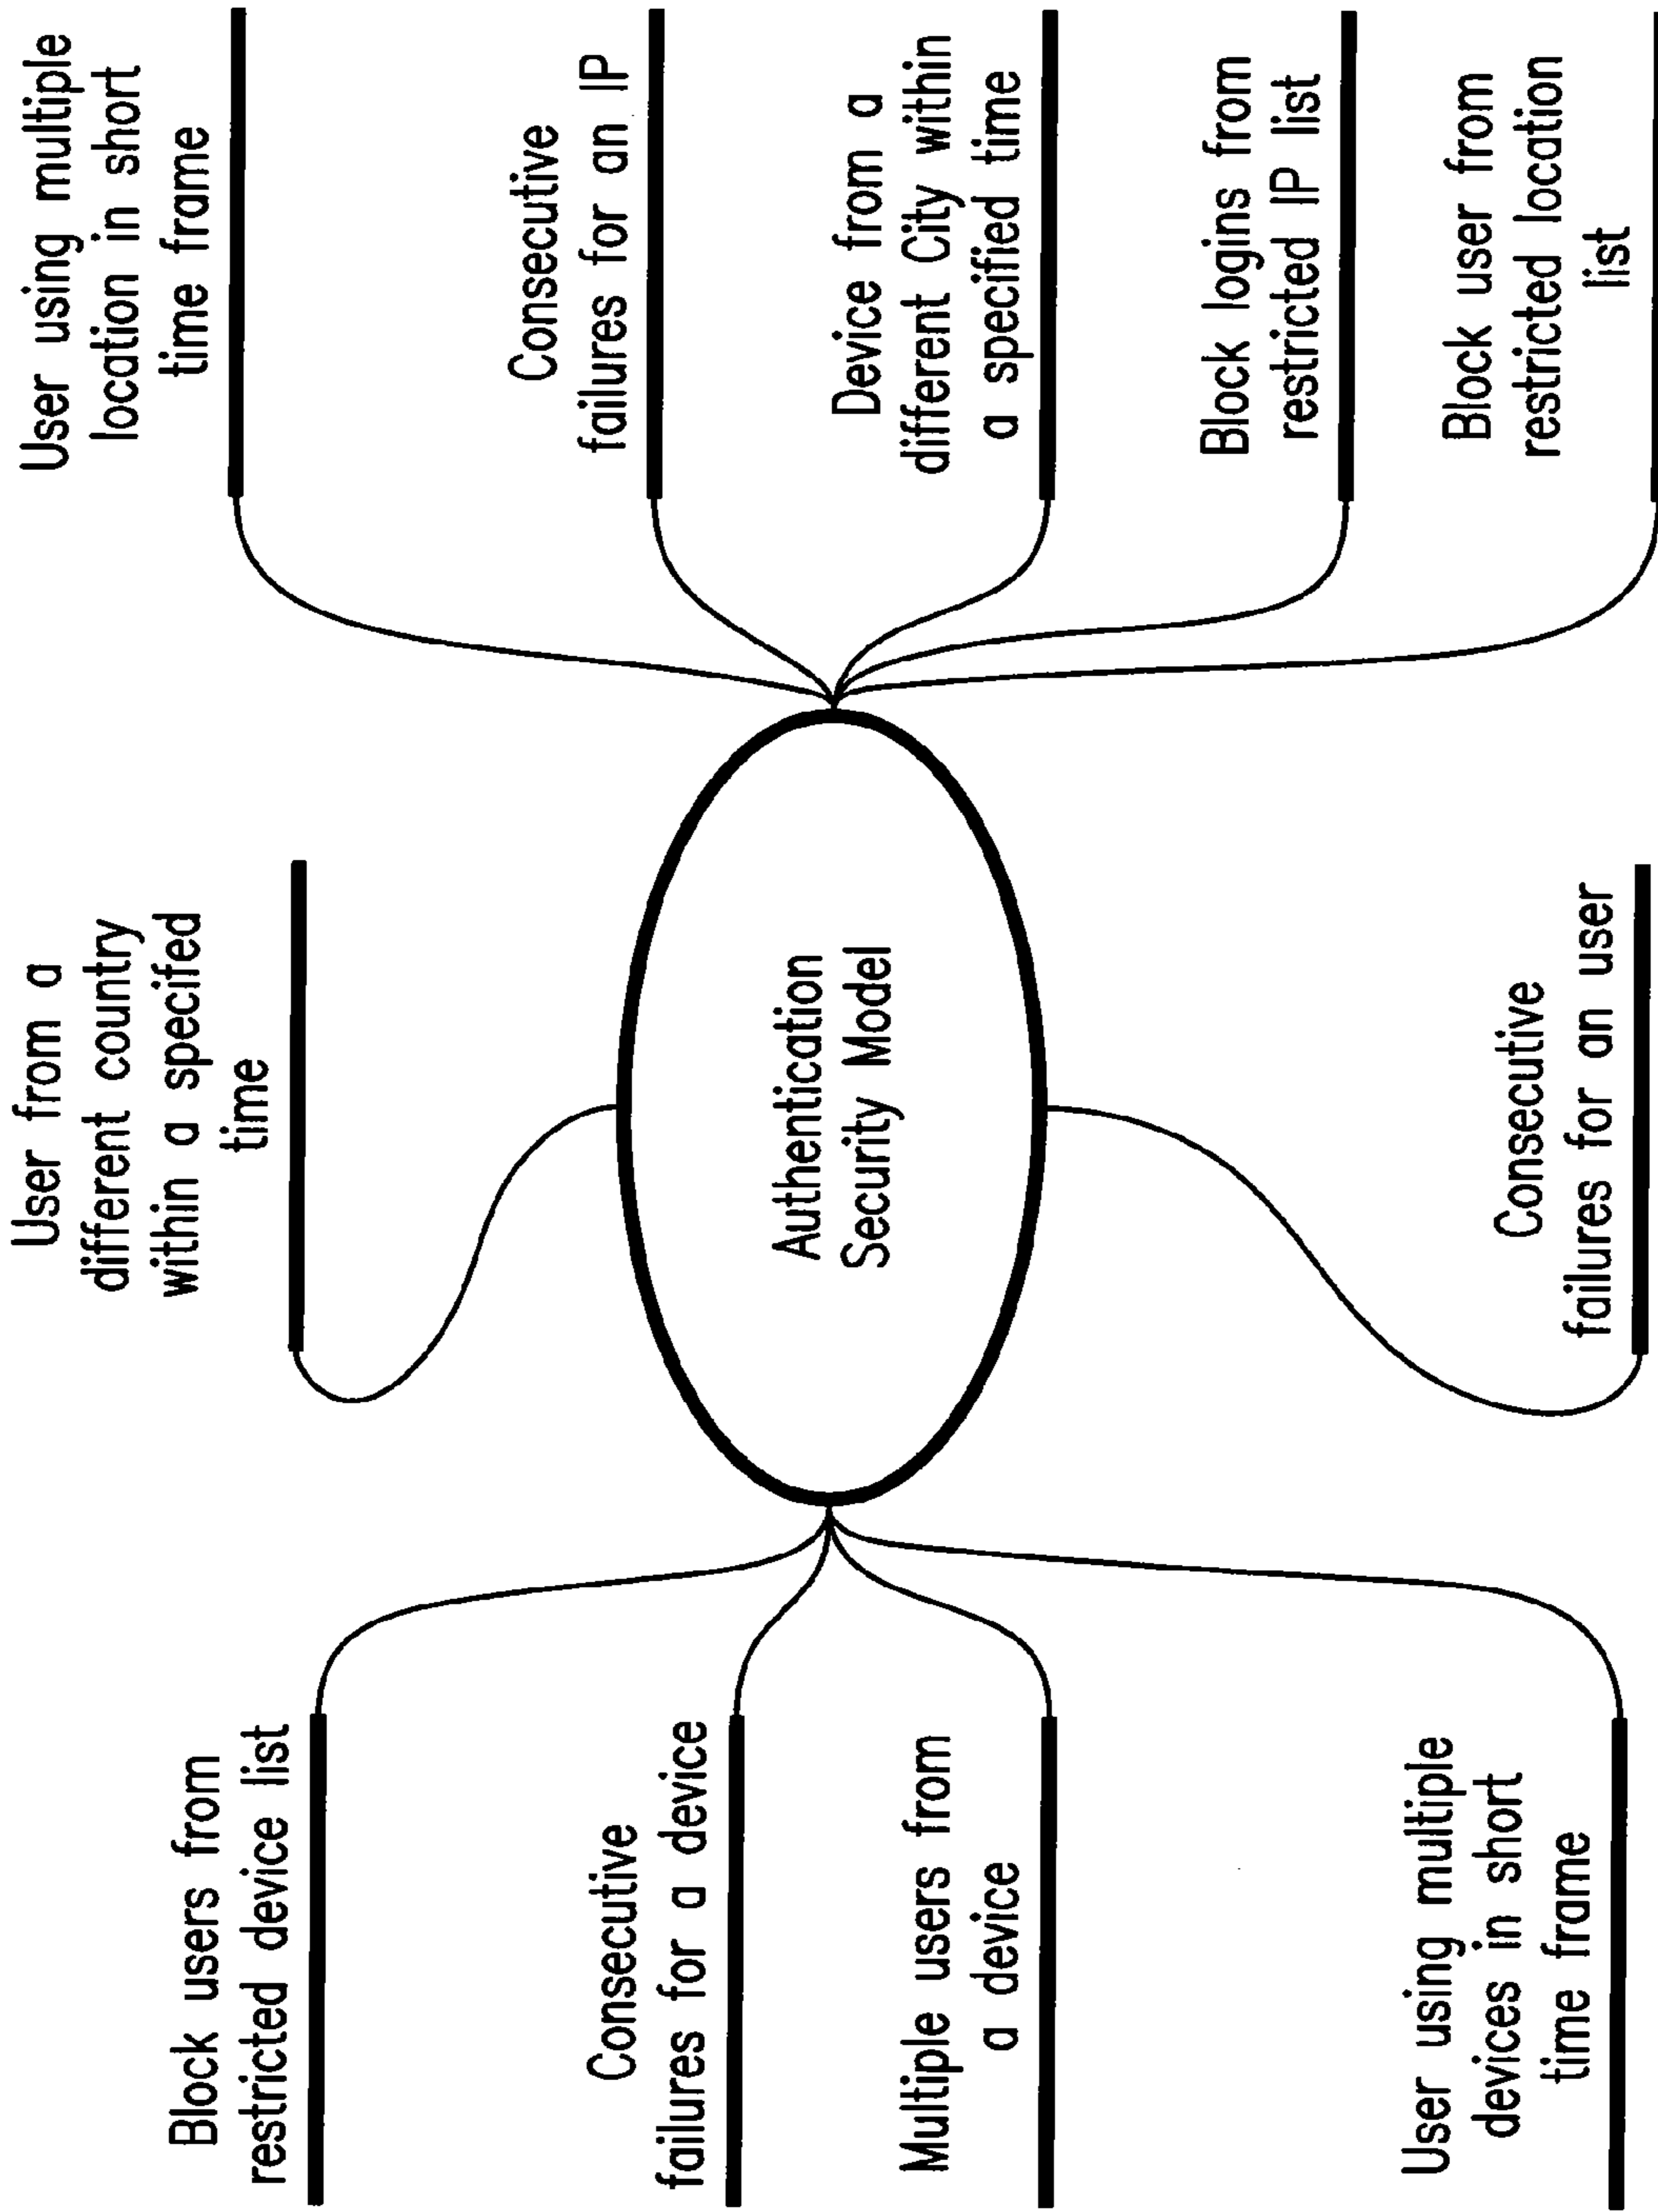 User from a
different country
within a specifed
time
Block users from
restricted device list
Consecutive
failures for a device
Multiple users from
a device
User using multiple
devices in short
time frame
Authentication
Security Model
User using multiple
location in short
time frame
Consecutive
failures for an IP
Device from a
different City within
a specified time
Block logins from
restricted IP list
Block user from
restricted location
list
Consecutive
failures for an user